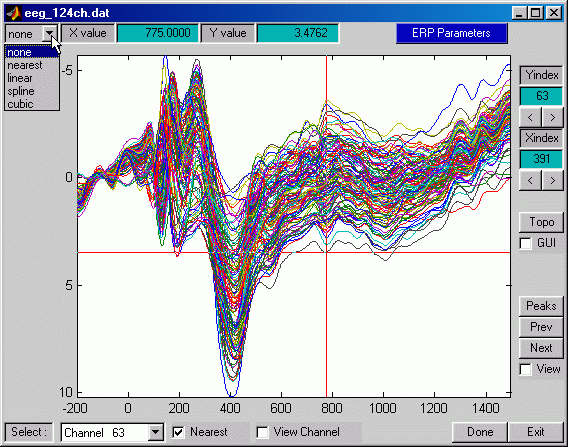 eeg_124ch.dat
none X value 775.0000 Y value 3.4762 ERP Parameters
none
nearest
linear
spline
cubic
-5
0
5
10
-200 0 200 400 600 800 1000 1200 1400
Yindex
63
< >
Xindex
391
< >
Topo
GUI
Peaks
Prev
Next
View
Select : Channel 63 Nearest View Channel Done Exit